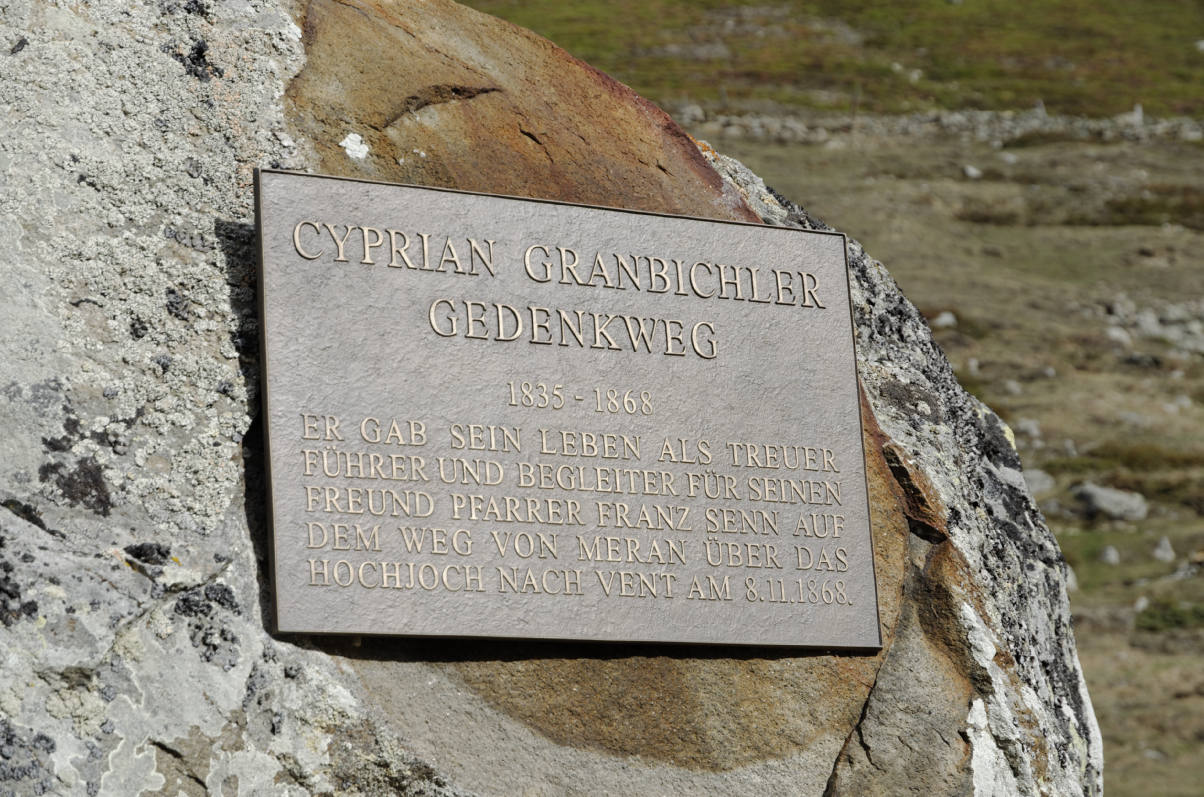 CYPRIAN GRANBICHLER
GEDENKWEG
1835 - 1868
ER GAB SEIN LEBEN ALS TREUER
FÜHRER UND BEGLEITER FÜR SEINEN
FREUND PFARRER FRANZ SENN AUF
DEM WEG VON MERAN ÜBER DAS
HOCHJOCH NACH VENT AM 8.11.1868.